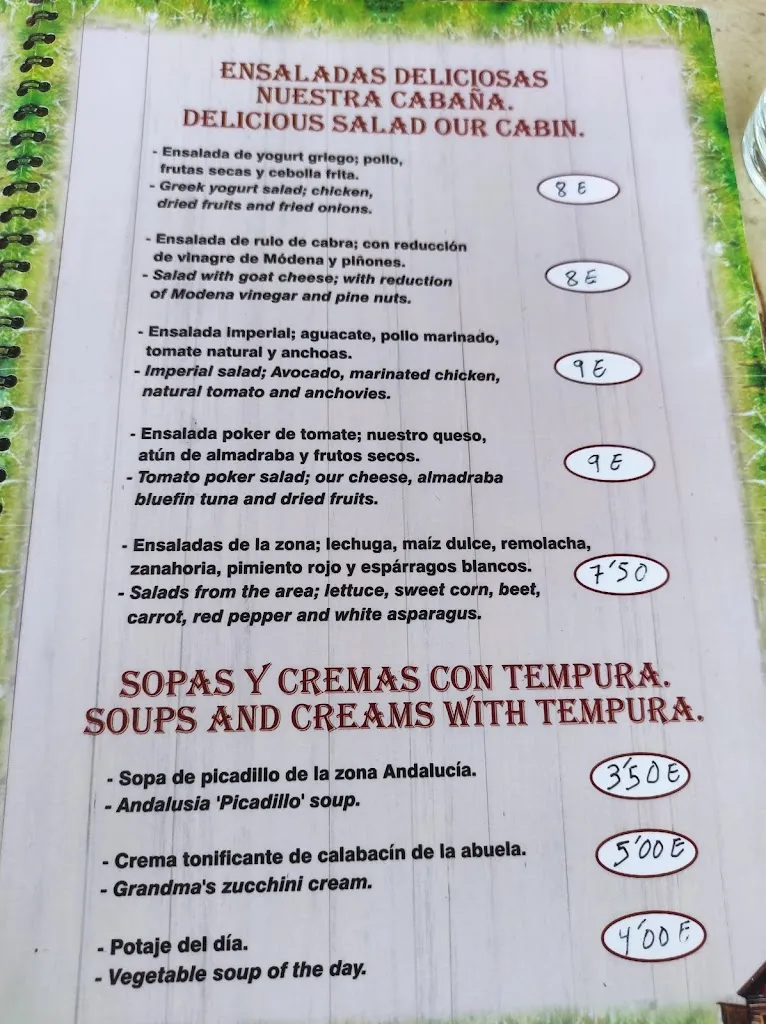 ENSALADAS DELICIOSAS
NUESTRA CABAÑA.
DELICIOUS SALAD OUR CABIN.
- Ensalada de yogurt griego; pollo,
frutas secas y cebolla frita.
- Greek yogurt salad; chicken,
dried fruits and fried onions.
8 E
- Ensalada de rulo de cabra; con reducción
de vinagre de Módena y piñones.
- Salad with goat cheese; with reduction
of Modena vinegar and pine nuts.
8 E
- Ensalada Imperial; aguacate, pollo marinado,
tomate natural y anchoas.
- Imperial salad; Avocado, marinated chicken,
natural tomato and anchovies.
9 E
- Ensalada poker de tomate; nuestro queso,
atún de almadraba y frutos secos.
- Tomato poker salad; our cheese, almadraba
bluefin tuna and dried fruits.
9 E
- Ensaladas de la zona; lechuga, maíz dulce, remolacha,
zanahoria, pimiento rojo y espárragos blancos.
- Salads from the area; lettuce, sweet corn, beet,
carrot, red pepper and white asparagus.
7'50
SOPAS Y CREMAS CON TEMPURA.
SOUPS AND CREAMS WITH TEMPURA.
- Sopa de picadillo de la zona Andalucía.
- Andalusia 'Picadillo' soup.
3'50 E
- Crema tonificante de calabacín de la abuela.
- Grandma's zucchini cream.
5'00 E
- Potaje del día.
- Vegetable soup of the day.
4'00 E